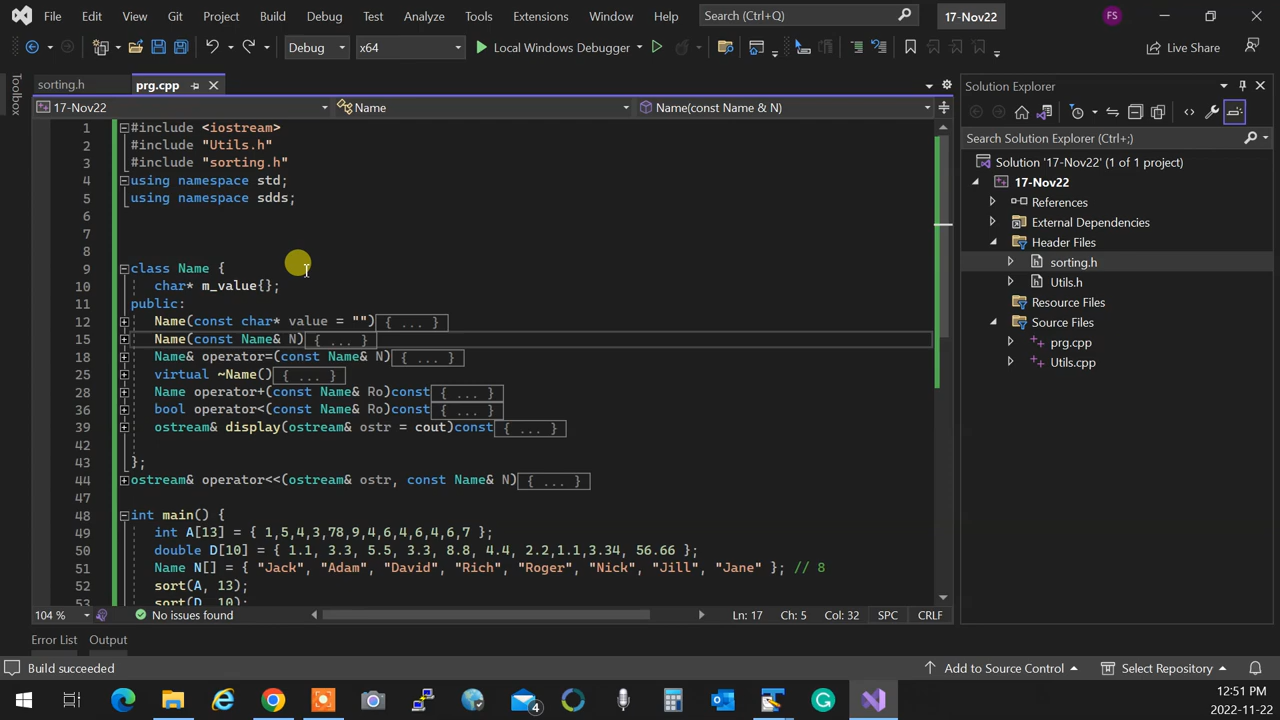 File Edit View Git Project Build Debug Test Analyze Tools Extensions Window Help Search (Ctrl+Q) 17-Nov22 FS
Debug x64 Local Windows Debugger Live Share
Toolbox
sorting.h prg.cpp
17-Nov22 Name Name(const Name & N)
1 #include <iostream>
2 #include "Utils.h"
3 #include "sorting.h"
4 using namespace std;
5 using namespace sdds;
6
7
8
9 class Name {
10 char* m_value{};
11 public:
12 Name(const char* value = ""){ ... }
15 Name(const Name& N){ ... }
18 Name& operator=(const Name& N){ ... }
25 virtual ~Name(){ ... }
28 Name operator+(const Name& Ro)const{ ... }
36 bool operator<(const Name& Ro)const{ ... }
39 ostream& display(ostream& ostr = cout)const{ ... }
42
43 };
44 ostream& operator<<(ostream& ostr, const Name& N){ ... }
47
48 int main() {
49 int A[13] = { 1,5,4,3,78,9,4,6,4,6,4,6,7 };
50 double D[10] = { 1.1, 3.3, 5.5, 3.3, 8.8, 4.4, 2.2,1.1,3.34, 56.66 };
51 Name N[] = { "Jack", "Adam", "David", "Rich", "Roger", "Nick", "Jill", "Jane" }; // 8
52 sort(A, 13);
53 sort(D, 10);
104 % No issues found Ln: 17 Ch: 5 Col: 32 SPC CRLF
Solution Explorer
Search Solution Explorer (Ctrl+;)
Solution '17-Nov22' (1 of 1 project)
17-Nov22
References
External Dependencies
Header Files
sorting.h
Utils.h
Resource Files
Source Files
prg.cpp
Utils.cpp
Error List Output
Build succeeded Add to Source Control Select Repository
4
12:51 PM
2022-11-22